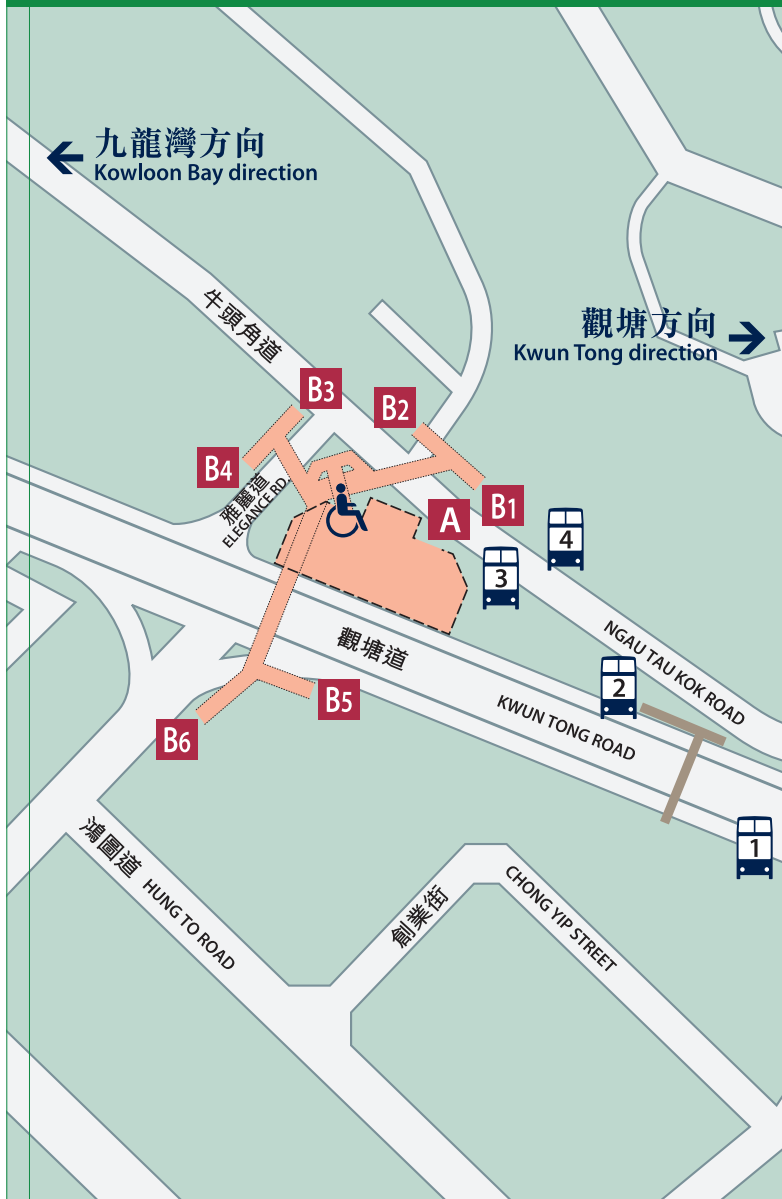 九龍灣方向
Kowloon Bay direction
牛頭角道
觀塘方向
Kwun Tong direction
B3
B2
B4
雅麗道
ELEGANCE RD.
B1
A
4
3
觀塘道
NGAU TAU KOK ROAD
2
KWUN TONG ROAD
B5
B6
1
鴻圖道
HUNG TO ROAD
創業街
CHONG YIP STREET